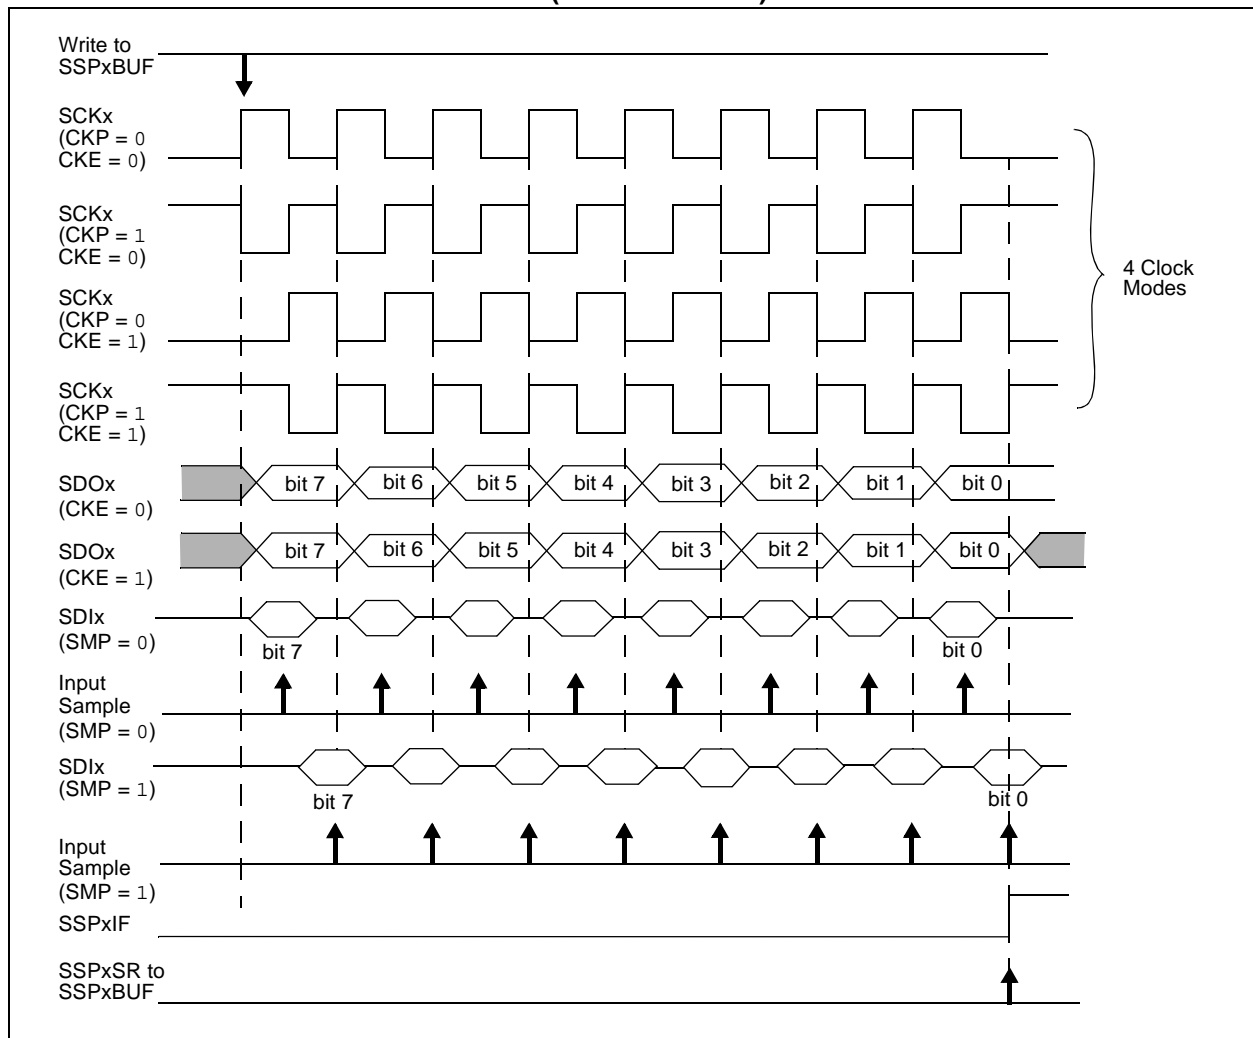 Write to
SSPxBUF
SCKx
(CKP = 0
CKE = 0)
SCKx
(CKP = 1
CKE = 0)
SCKx
(CKP = 0
CKE = 1)
SCKx
(CKP = 1
CKE = 1)
4 Clock
Modes
SDOx
(CKE = 0)
bit 7 bit 6 bit 5 bit 4 bit 3 bit 2 bit 1 bit 0
SDOx
(CKE = 1)
bit 7 bit 6 bit 5 bit 4 bit 3 bit 2 bit 1 bit 0
SDIx
(SMP = 0)
bit 7 bit 0
Input
Sample
(SMP = 0)
SDIx
(SMP = 1)
bit 7 bit 0
Input
Sample
(SMP = 1)
SSPxIF
SSPxSR to
SSPxBUF